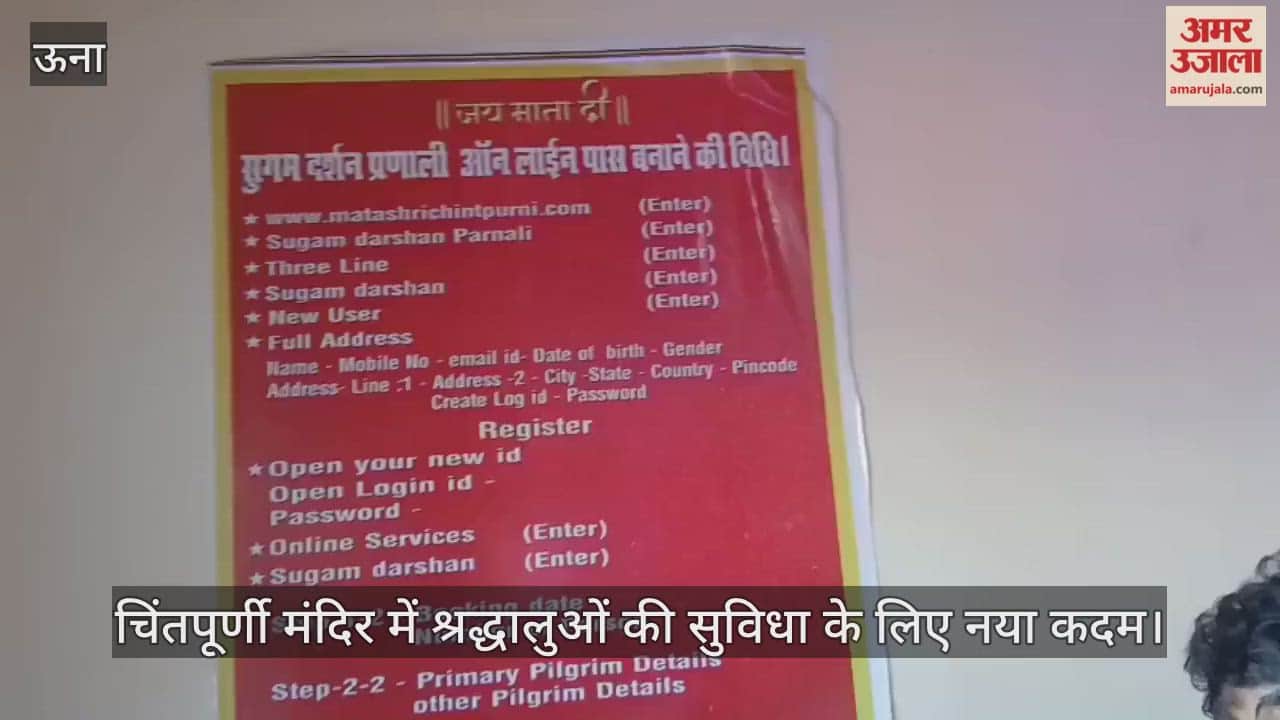 ऊना
अमर
उजाला
amarujala.com
॥ जय माता दी ॥
सुगम दर्शन प्रणाली ऑन लाईन पास बनाने की विधि।
★ www.matashrichintpurni.com (Enter)
★ Sugam darshan Parnali (Enter)
★ Three Line (Enter)
★ Sugam darshan (Enter)
★ New User (Enter)
★ Full Address
Name - Mobile No - email id- Date of birth - Gender
Address- Line :1 - Address -2 - City -State - Country - Pincode
Create Log id - Password
Register
★ Open your new id
Open Login id -
Password -
★ Online Services (Enter)
★ Sugam darshan (Enter)
Booking date
चिंतपूर्णी मंदिर में श्रद्धालुओं की सुविधा के लिए नया कदम।
Step-2-2 - Primary Pilgrim Details
other Pilgrim Details